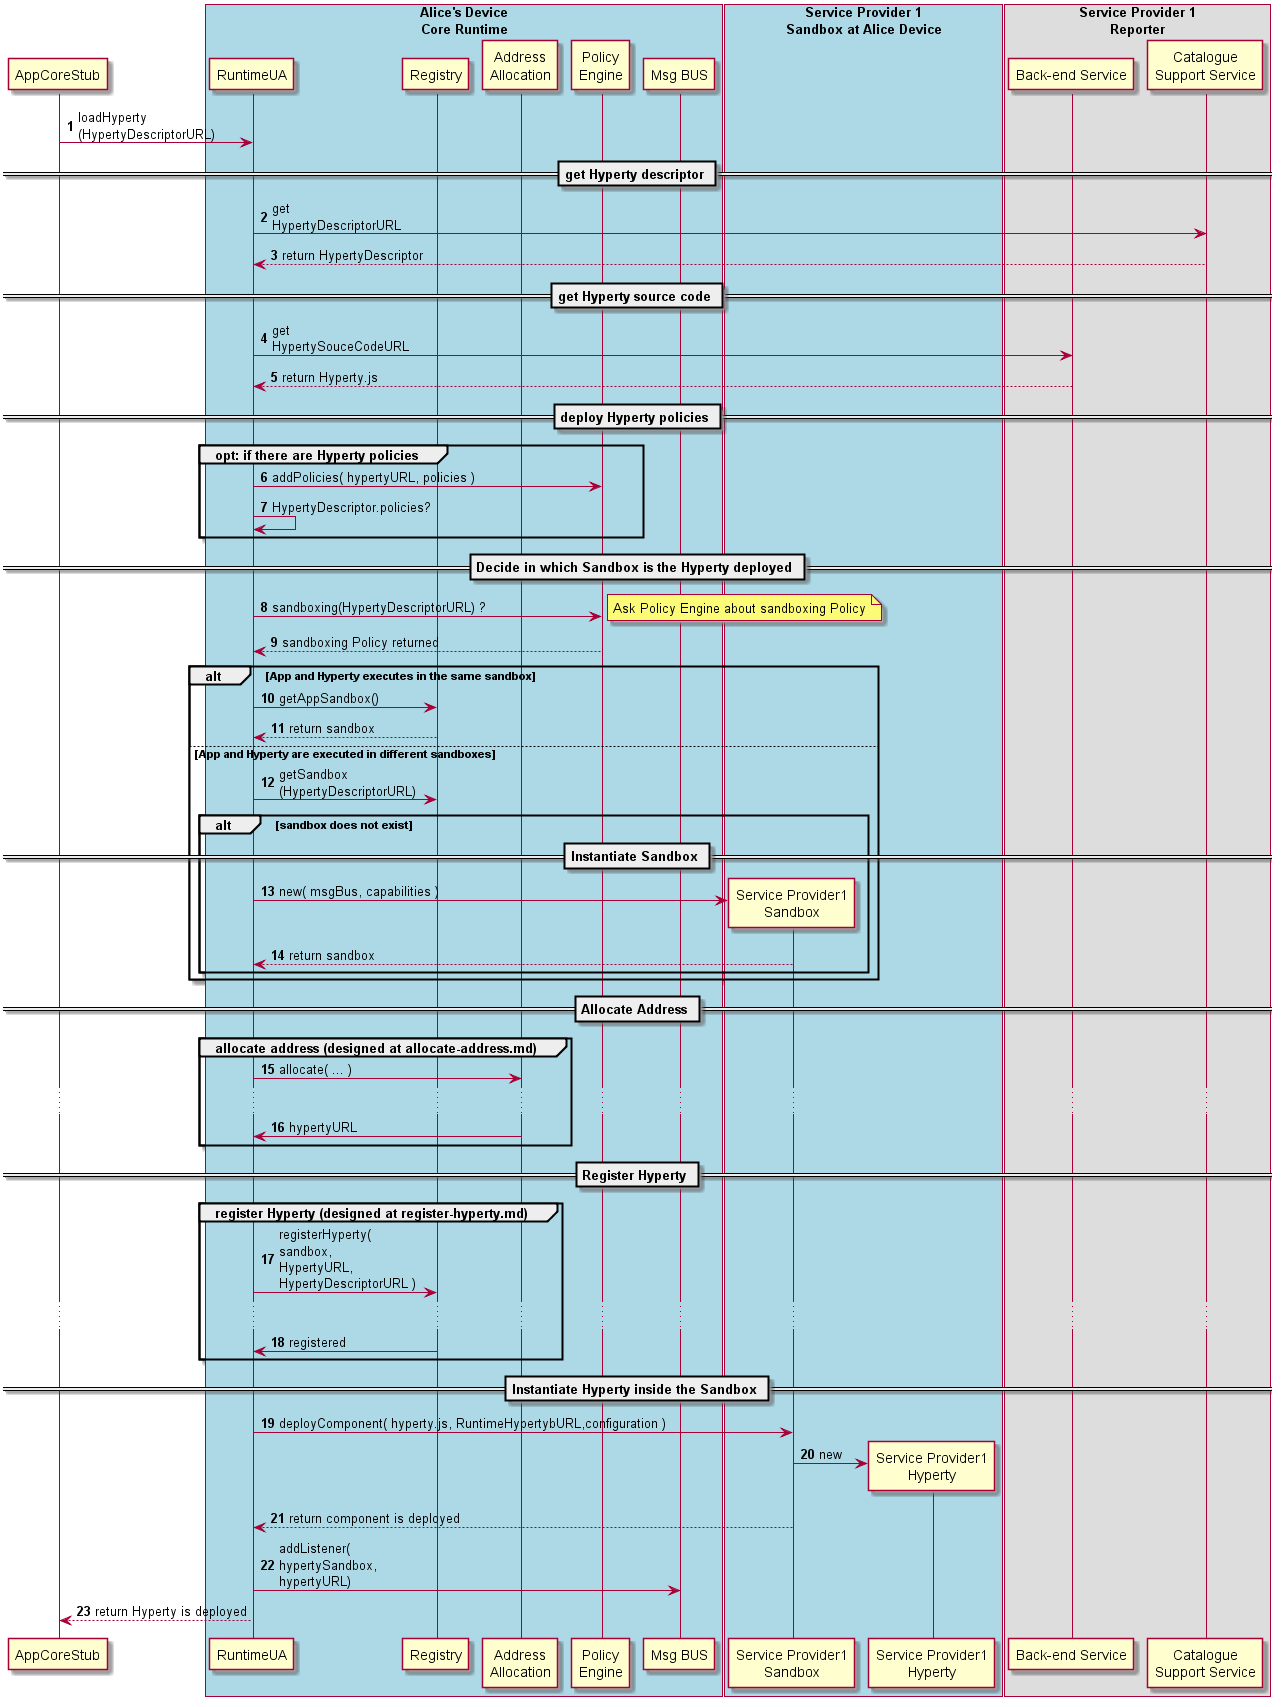 Alice's Device
Core Runtime
Service Provider 1
Sandbox at Alice Device
Service Provider 1
Reporter
AppCoreStub
RuntimeUA
Registry
Address
Allocation
Policy
Engine
Msg BUS
Back-end Service
Catalogue
Support Service
1 loadHyperty
(HypertyDescriptorURL)
get Hyperty descriptor
2 get
HypertyDescriptorURL
3 return HypertyDescriptor
get Hyperty source code
4 get
HypertySouceCodeURL
5 return Hyperty.js
deploy Hyperty policies
opt: if there are Hyperty policies
6 addPolicies( hypertyURL, policies )
7 HypertyDescriptor.policies?
Decide in which Sandbox is the Hyperty deployed
8 sandboxing(HypertyDescriptorURL) ?
Ask Policy Engine about sandboxing Policy
9 sandboxing Policy returned
alt [App and Hyperty executes in the same sandbox]
10 getAppSandbox()
11 return sandbox
[App and Hyperty are executed in different sandboxes]
12 getSandbox
(HypertyDescriptorURL)
alt [sandbox does not exist]
Instantiate Sandbox
13 new( msgBus, capabilities )
Service Provider1
Sandbox
14 return sandbox
Allocate Address
allocate address (designed at allocate-address.md)
15 allocate( ... )
16 hypertyURL
Register Hyperty
register Hyperty (designed at register-hyperty.md)
17 registerHyperty(
sandbox,
HypertyURL,
HypertyDescriptorURL )
18 registered
Instantiate Hyperty inside the Sandbox
19 deployComponent( hyperty.js, RuntimeHypertybURL,configuration )
20 new
Service Provider1
Hyperty
21 return component is deployed
22 addListener(
hypertySandbox,
hypertyURL)
23 return Hyperty is deployed
AppCoreStub
RuntimeUA
Registry
Address
Allocation
Policy
Engine
Msg BUS
Service Provider1
Sandbox
Service Provider1
Hyperty
Back-end Service
Catalogue
Support Service